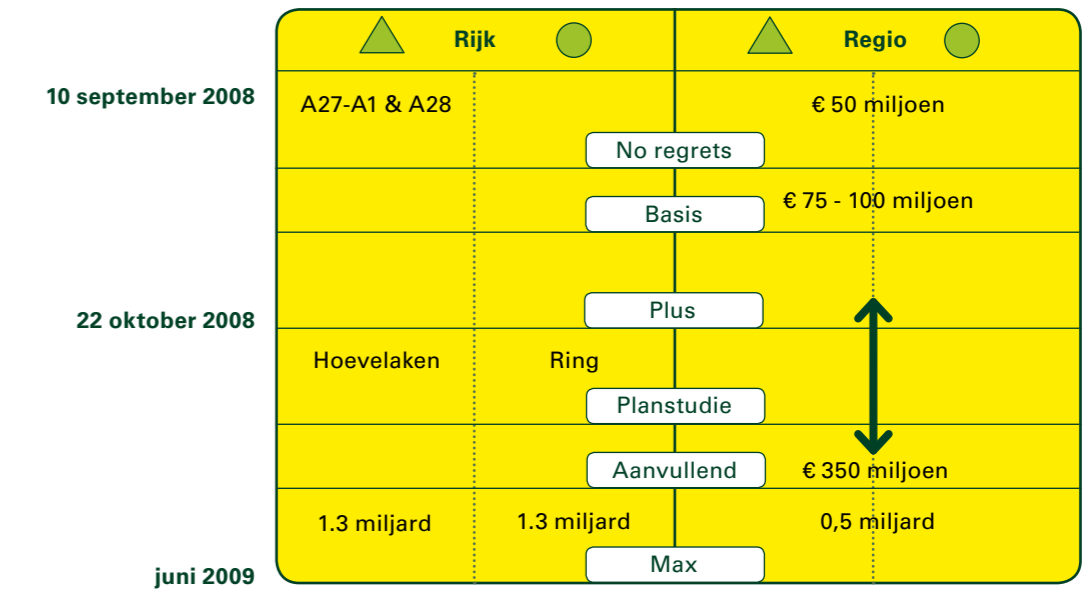 Rijk Regio
10 september 2008 A27-A1 & A28 € 50 miljoen
No regrets
€ 75 - 100 miljoen
Basis
Plus
22 oktober 2008
Hoevelaken Ring
Planstudie
Aanvullend € 350 miljoen
1.3 miljard 1.3 miljard 0,5 miljard
Max
juni 2009